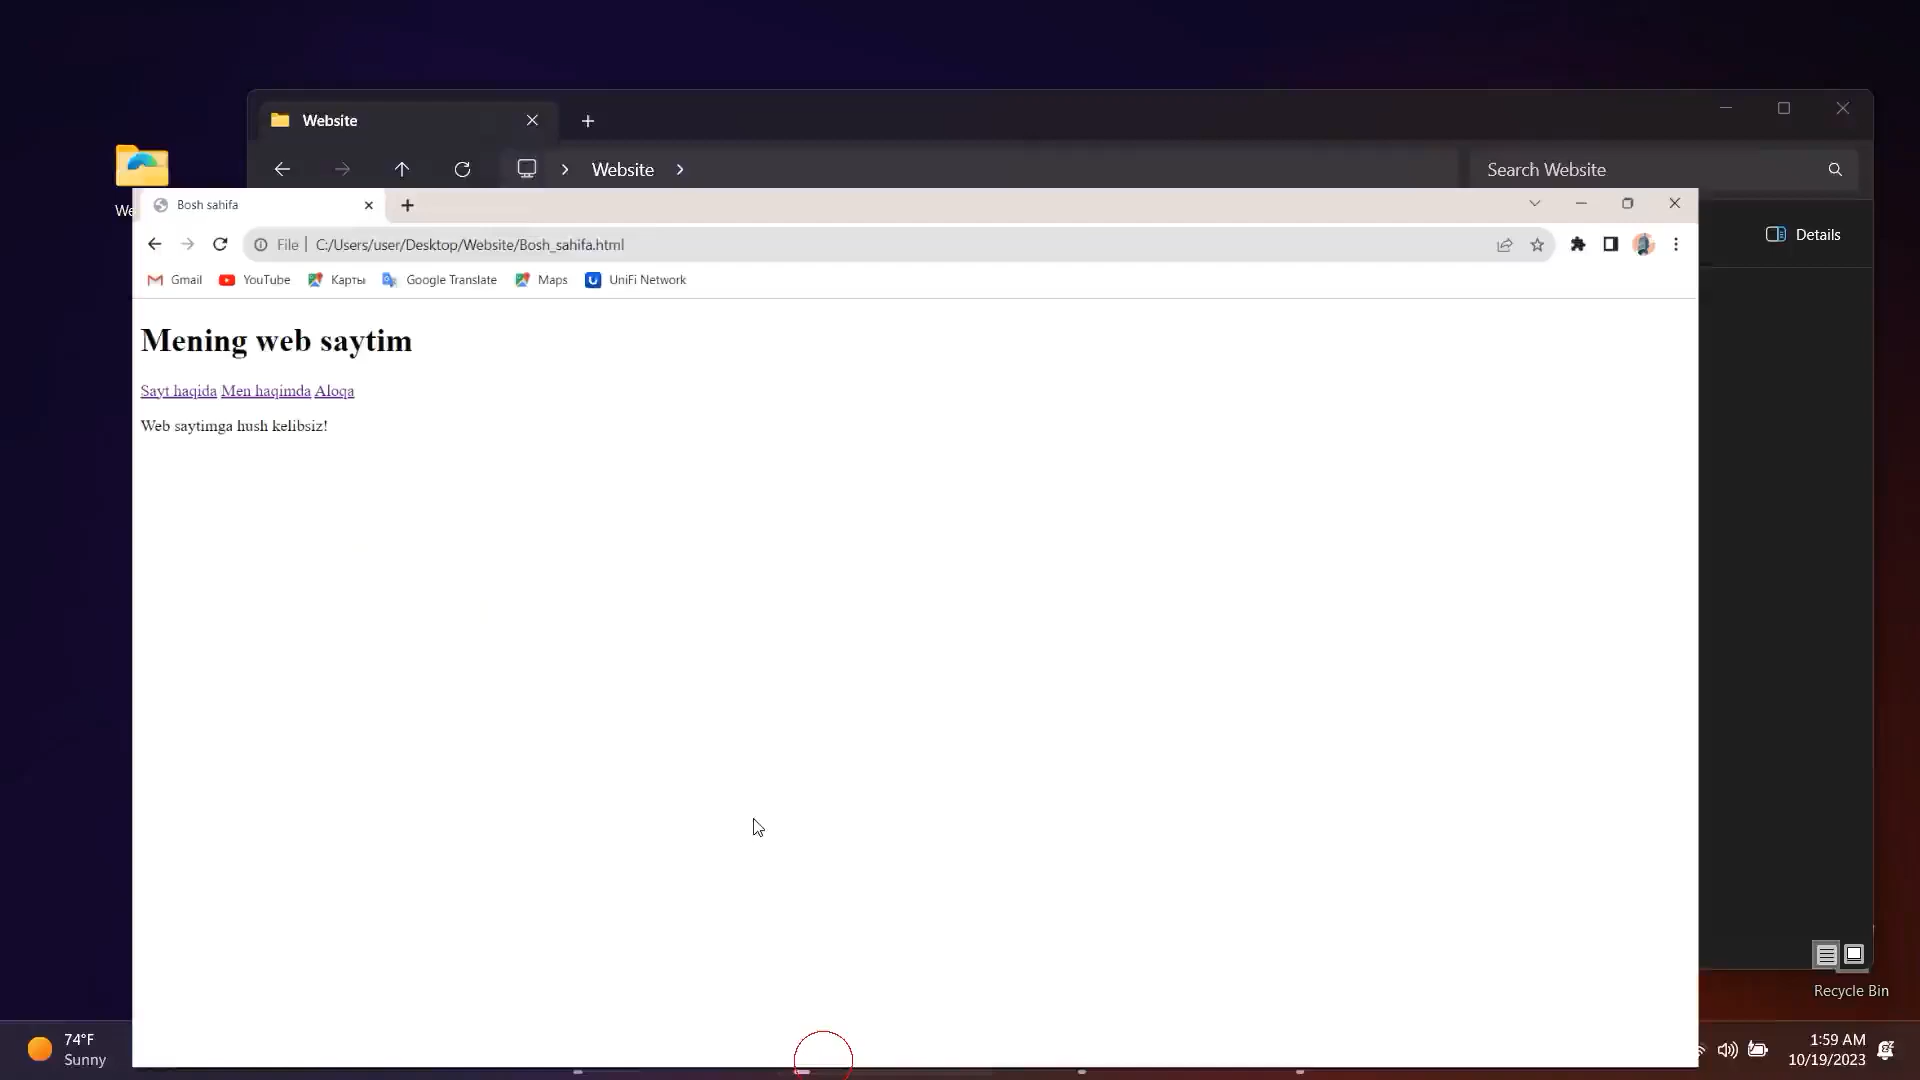 Website
Website
Search Website
We
Bosh sahifa
Details
File | C:/Users/user/Desktop/Website/Bosh_sahifa.html
Gmail YouTube Карты Google Translate Maps UniFi Network
Mening web saytim
Sayt haqida Men haqimda Aloqa
Web saytimga hush kelibsiz!
Recycle Bin
74°F
Sunny
1:59 AM
10/19/2023